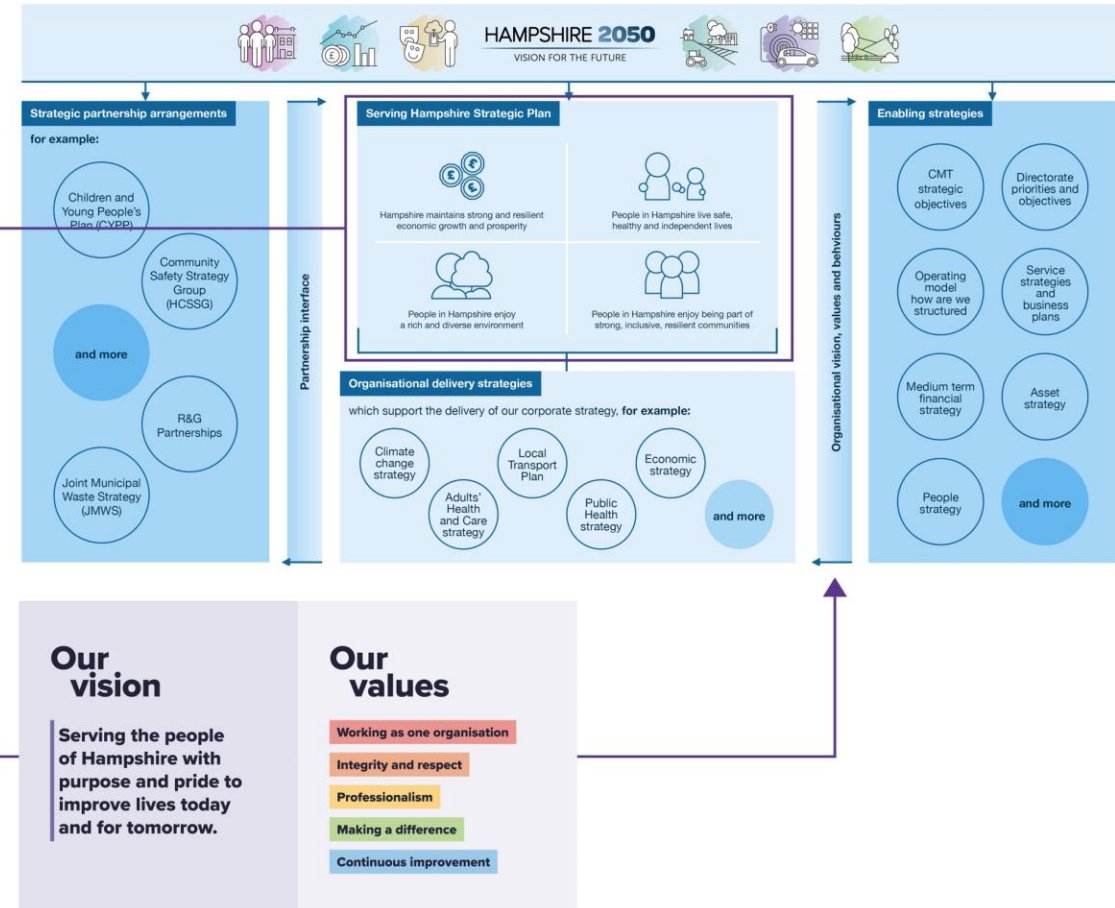 HAMPSHIRE 2050
VISION FOR THE FUTURE
Strategic partnership arrangements
for example:
Children and
Young People's
Plan (CYPP)
Community
Safety Strategy
Group
(HCSSG)
and more
R&G
Partnerships
Joint Municipal
Waste Strategy
(JMWS)
Partnership interface
Serving Hampshire Strategic Plan
£
£
£
Hampshire maintains strong and resilient
economic growth and prosperity
People in Hampshire live safe,
healthy and independent lives
People in Hampshire enjoy
a rich and diverse environment
People in Hampshire enjoy being part of
strong, inclusive, resilient communities
Organisational delivery strategies
which support the delivery of our corporate strategy, for example:
Climate
change
strategy
Adults'
Health
and Care
strategy
Local
Transport
Plan
Public
Health
strategy
Economic
strategy
and more
Organisational vision, values and behviours
Enabling strategies
CMT
strategic
objectives
Directorate
priorities and
objectives
Operating
model
how are we
structured
Service
strategies
and
business
plans
Medium term
financial
strategy
Asset
strategy
People
strategy
and more
Our
vision
Serving the people
of Hampshire with
purpose and pride to
improve lives today
and for tomorrow.
Our
values
Working as one organisation
Integrity and respect
Professionalism
Making a difference
Continuous improvement